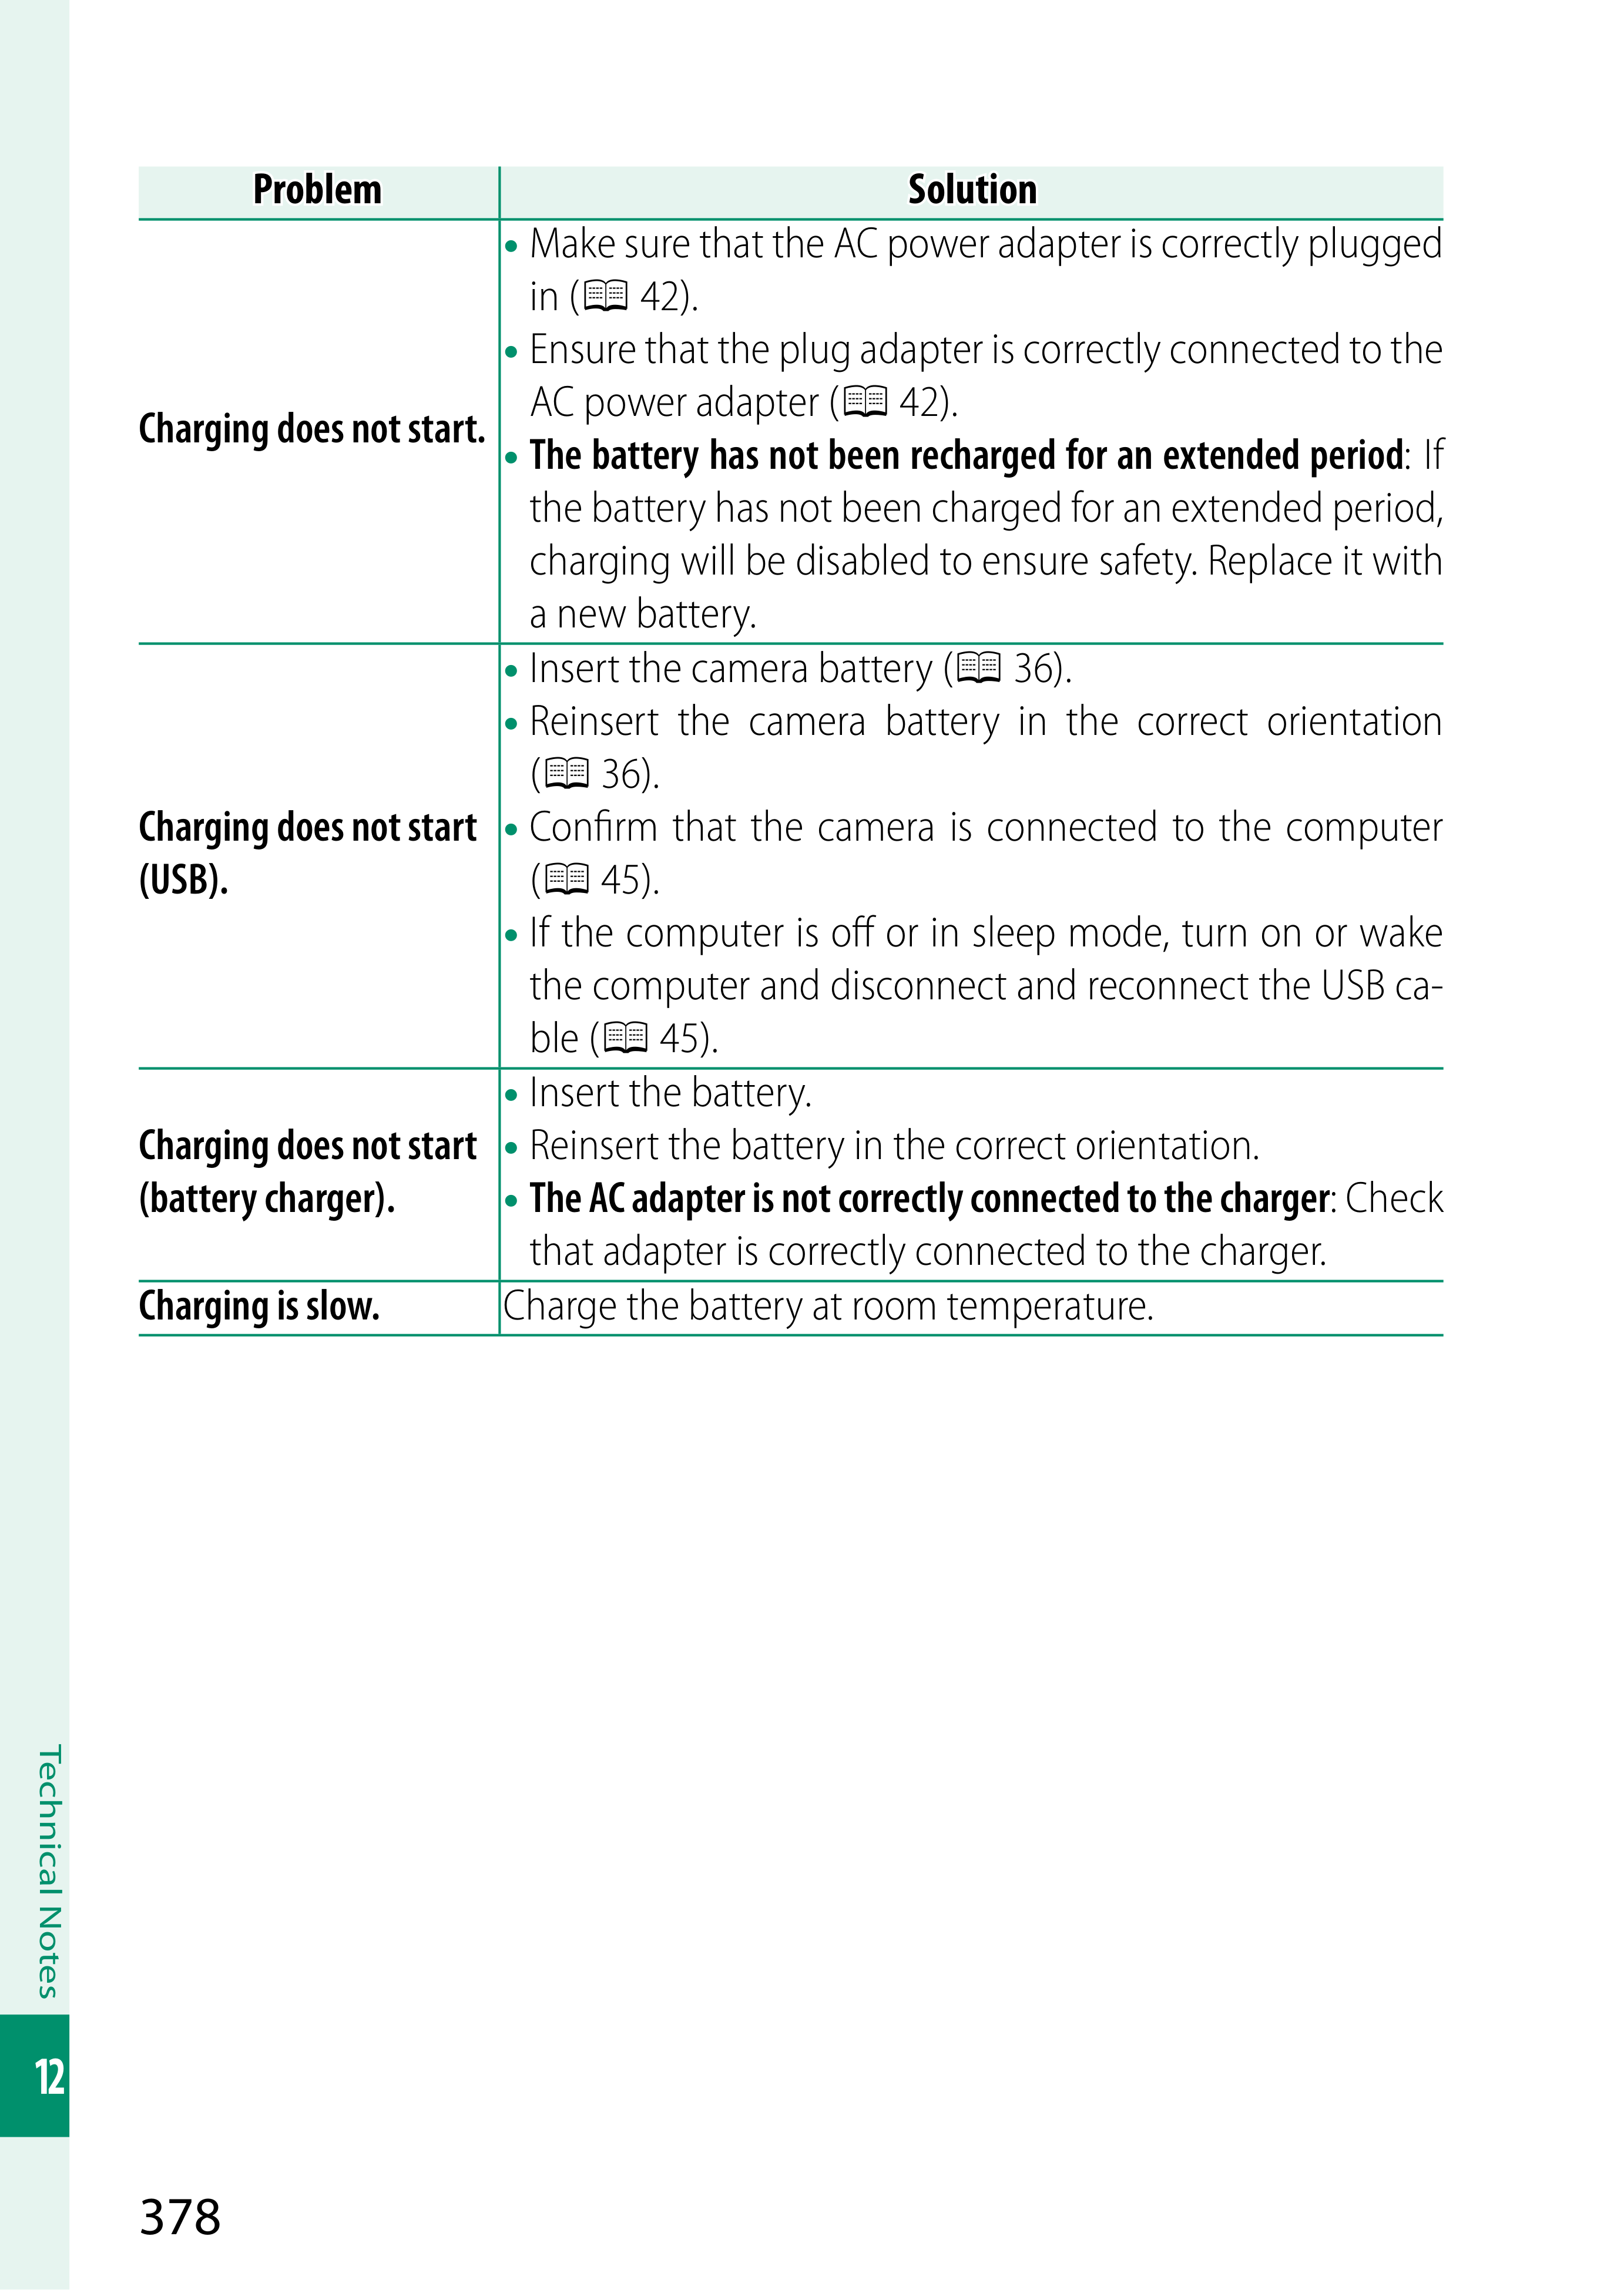 Problem
Solution
Charging does not start.
• Make sure that the AC power adapter is correctly plugged
in (42).
• Ensure that the plug adapter is correctly connected to the
AC power adapter (42).
• The battery has not been recharged for an extended period: If
the battery has not been charged for an extended period,
charging will be disabled to ensure safety. Replace it with
a new battery.
Charging does not start
(USB).
• Insert the camera battery (36).
• Reinsert the camera battery in the correct orientation
(36).
• Confirm that the camera is connected to the computer
(45).
• If the computer is off or in sleep mode, turn on or wake
the computer and disconnect and reconnect the USB ca-
ble (45).
Charging does not start
(battery charger).
• Insert the battery.
• Reinsert the battery in the correct orientation.
• The AC adapter is not correctly connected to the charger: Check
that adapter is correctly connected to the charger.
Charging is slow.
Charge the battery at room temperature.
Technical Notes
12
378